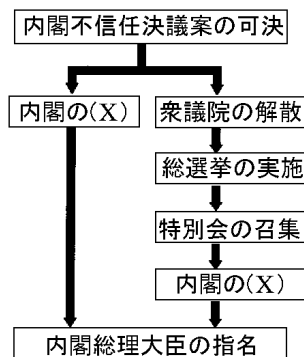 内閣不信任決議案の可決
内閣の(X)
衆議院の解散
総選挙の実施
特別会の召集
内閣の(X)
内閣総理大臣の指名